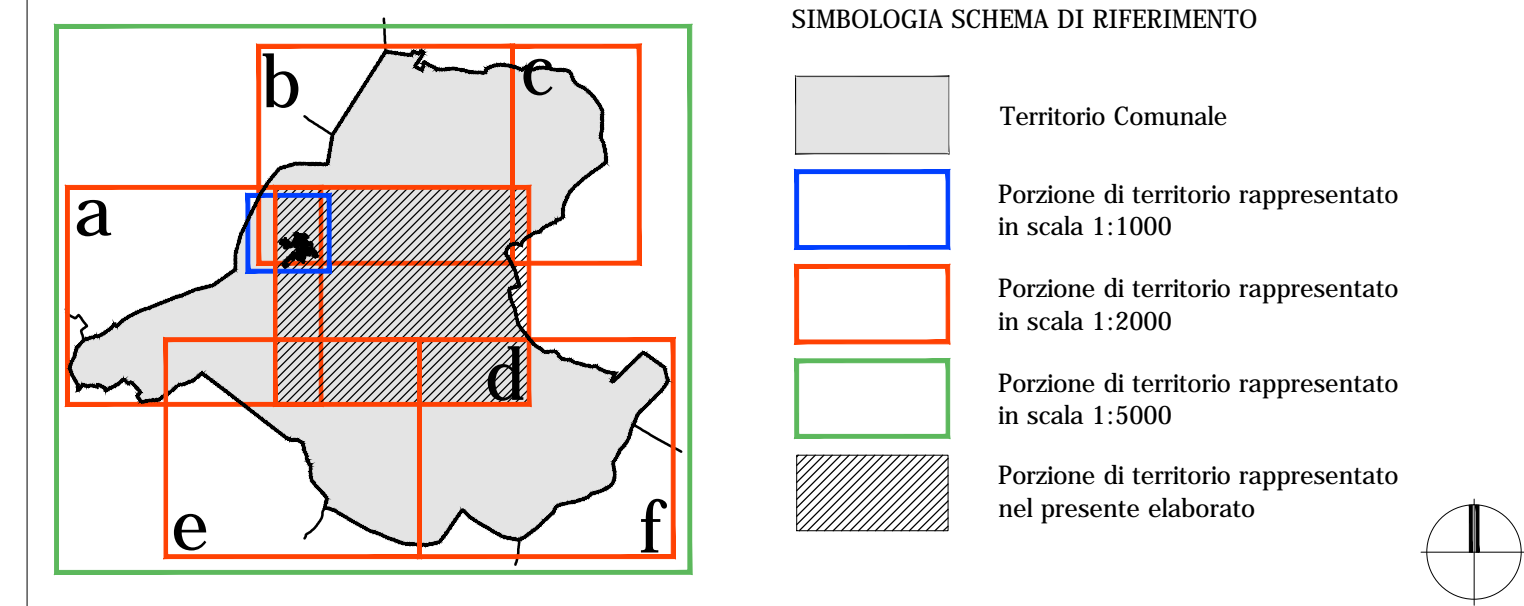 b
c
a
d
e
f
SIMBOLOGIA SCHEMA DI RIFERIMENTO
Territorio Comunale
Porzione di territorio rappresentato
in scala 1:1000
Porzione di territorio rappresentato
in scala 1:2000
Porzione di territorio rappresentato
in scala 1:5000
Porzione di territorio rappresentato
nel presente elaborato